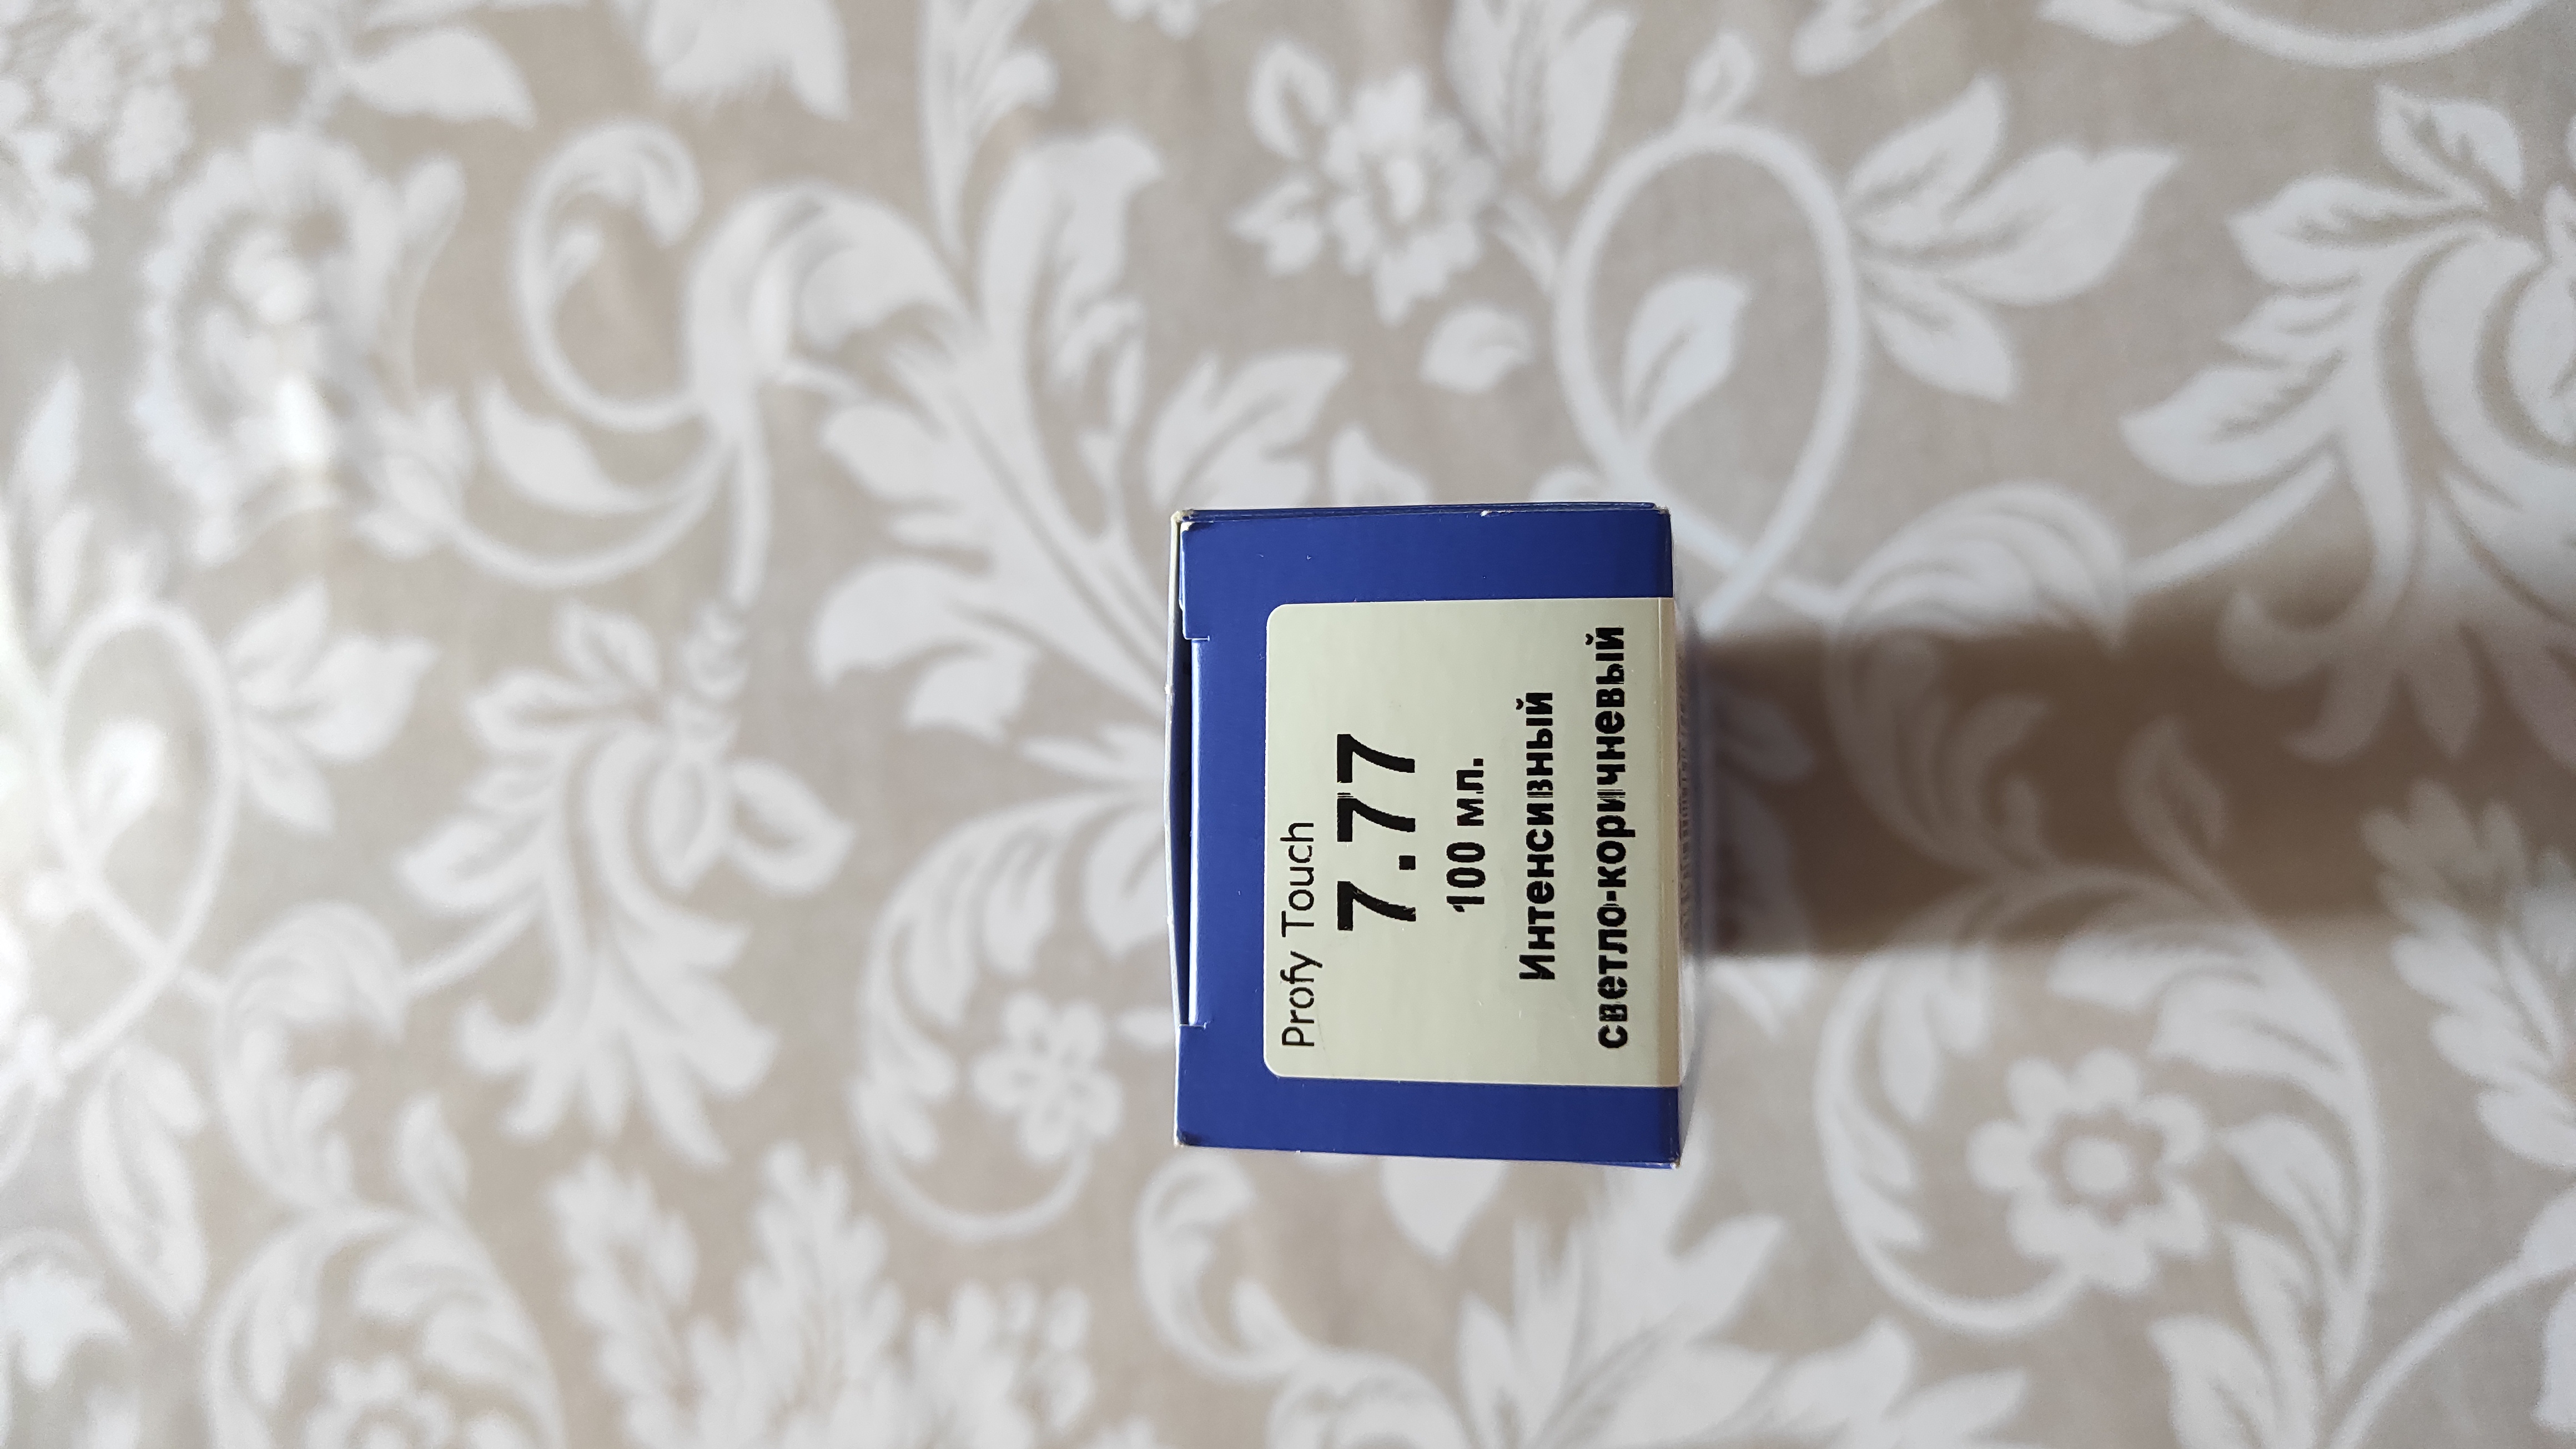 Profy Touch
7.77
100 мл.
Интенсивный
светло-коричневый